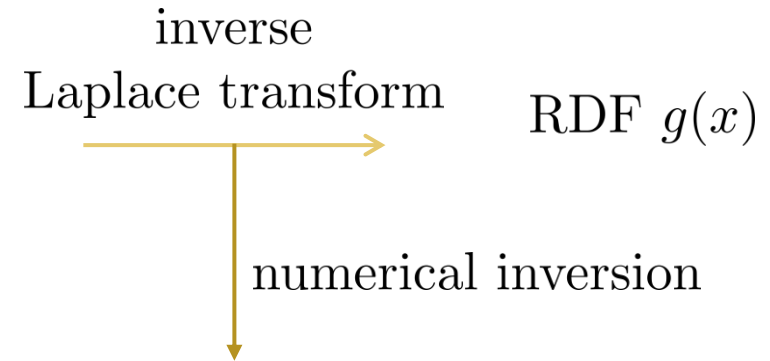 inverse
Laplace transform
RDF g(x)
numerical inversion